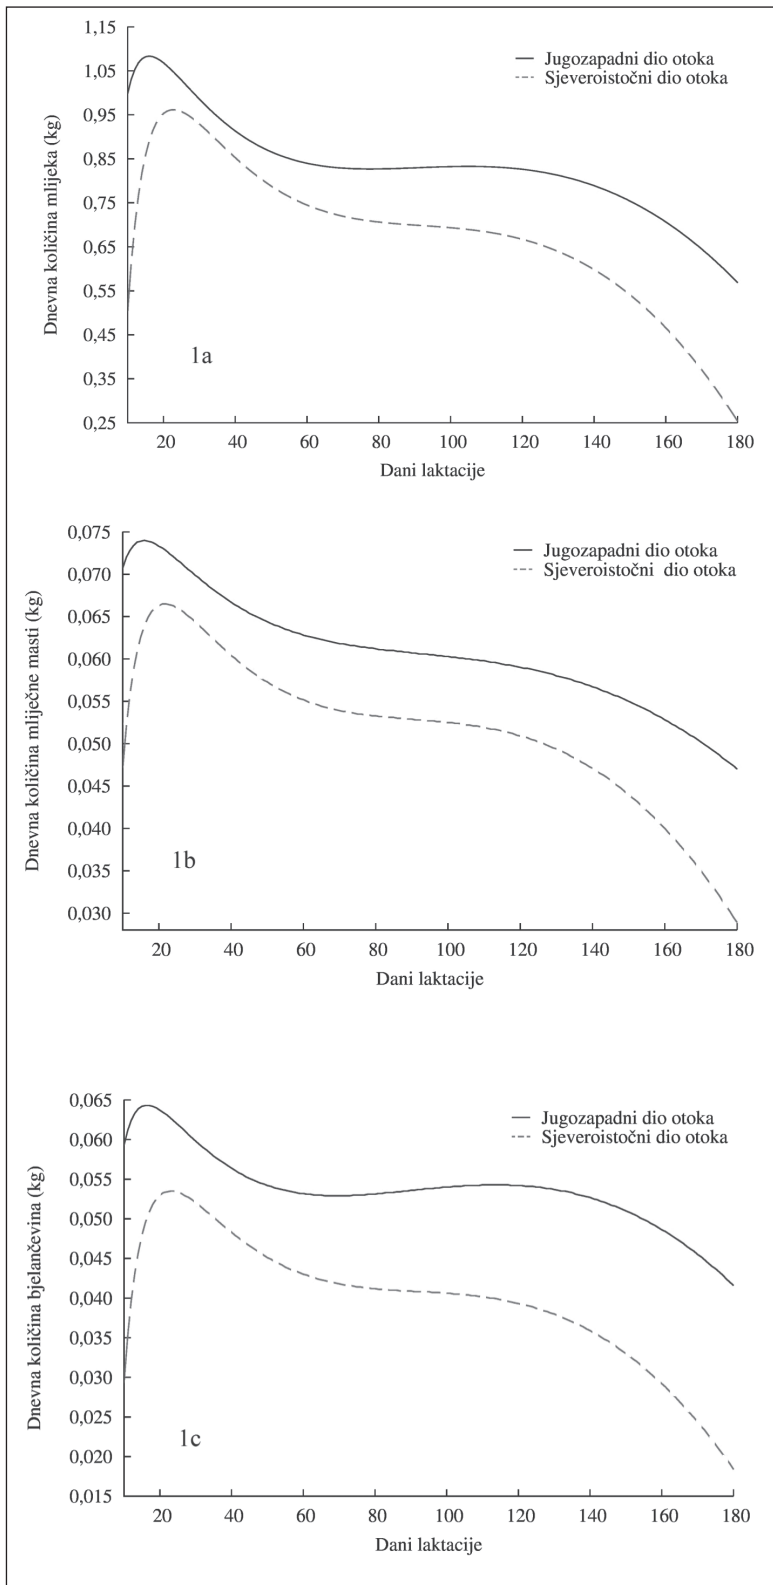 1,15
1,05
0,95
0,85
0,75
0,65
0,55
0,45
0,35
0,25
Dnevna količina mlijeka (kg)
Jugozapadni dio otoka
Sjeveroistočni dio otoka
1a
20 40 60 80 100 120 140 160 180
Dani laktacije
0,075
0,070
0,065
0,060
0,055
0,050
0,045
0,040
0,035
0,030
Dnevna količina mliječne masti (kg)
Jugozapadni dio otoka
Sjeveroistočni dio otoka
1b
20 40 60 80 100 120 140 160 180
Dani laktacije
0,065
0,060
0,055
0,050
0,045
0,040
0,035
0,030
0,025
0,020
0,015
Dnevna količina bjelančevina (kg)
Jugozapadni dio otoka
Sjeveroistočni dio otoka
1c
20 40 60 80 100 120 140 160 180
Dani laktacije